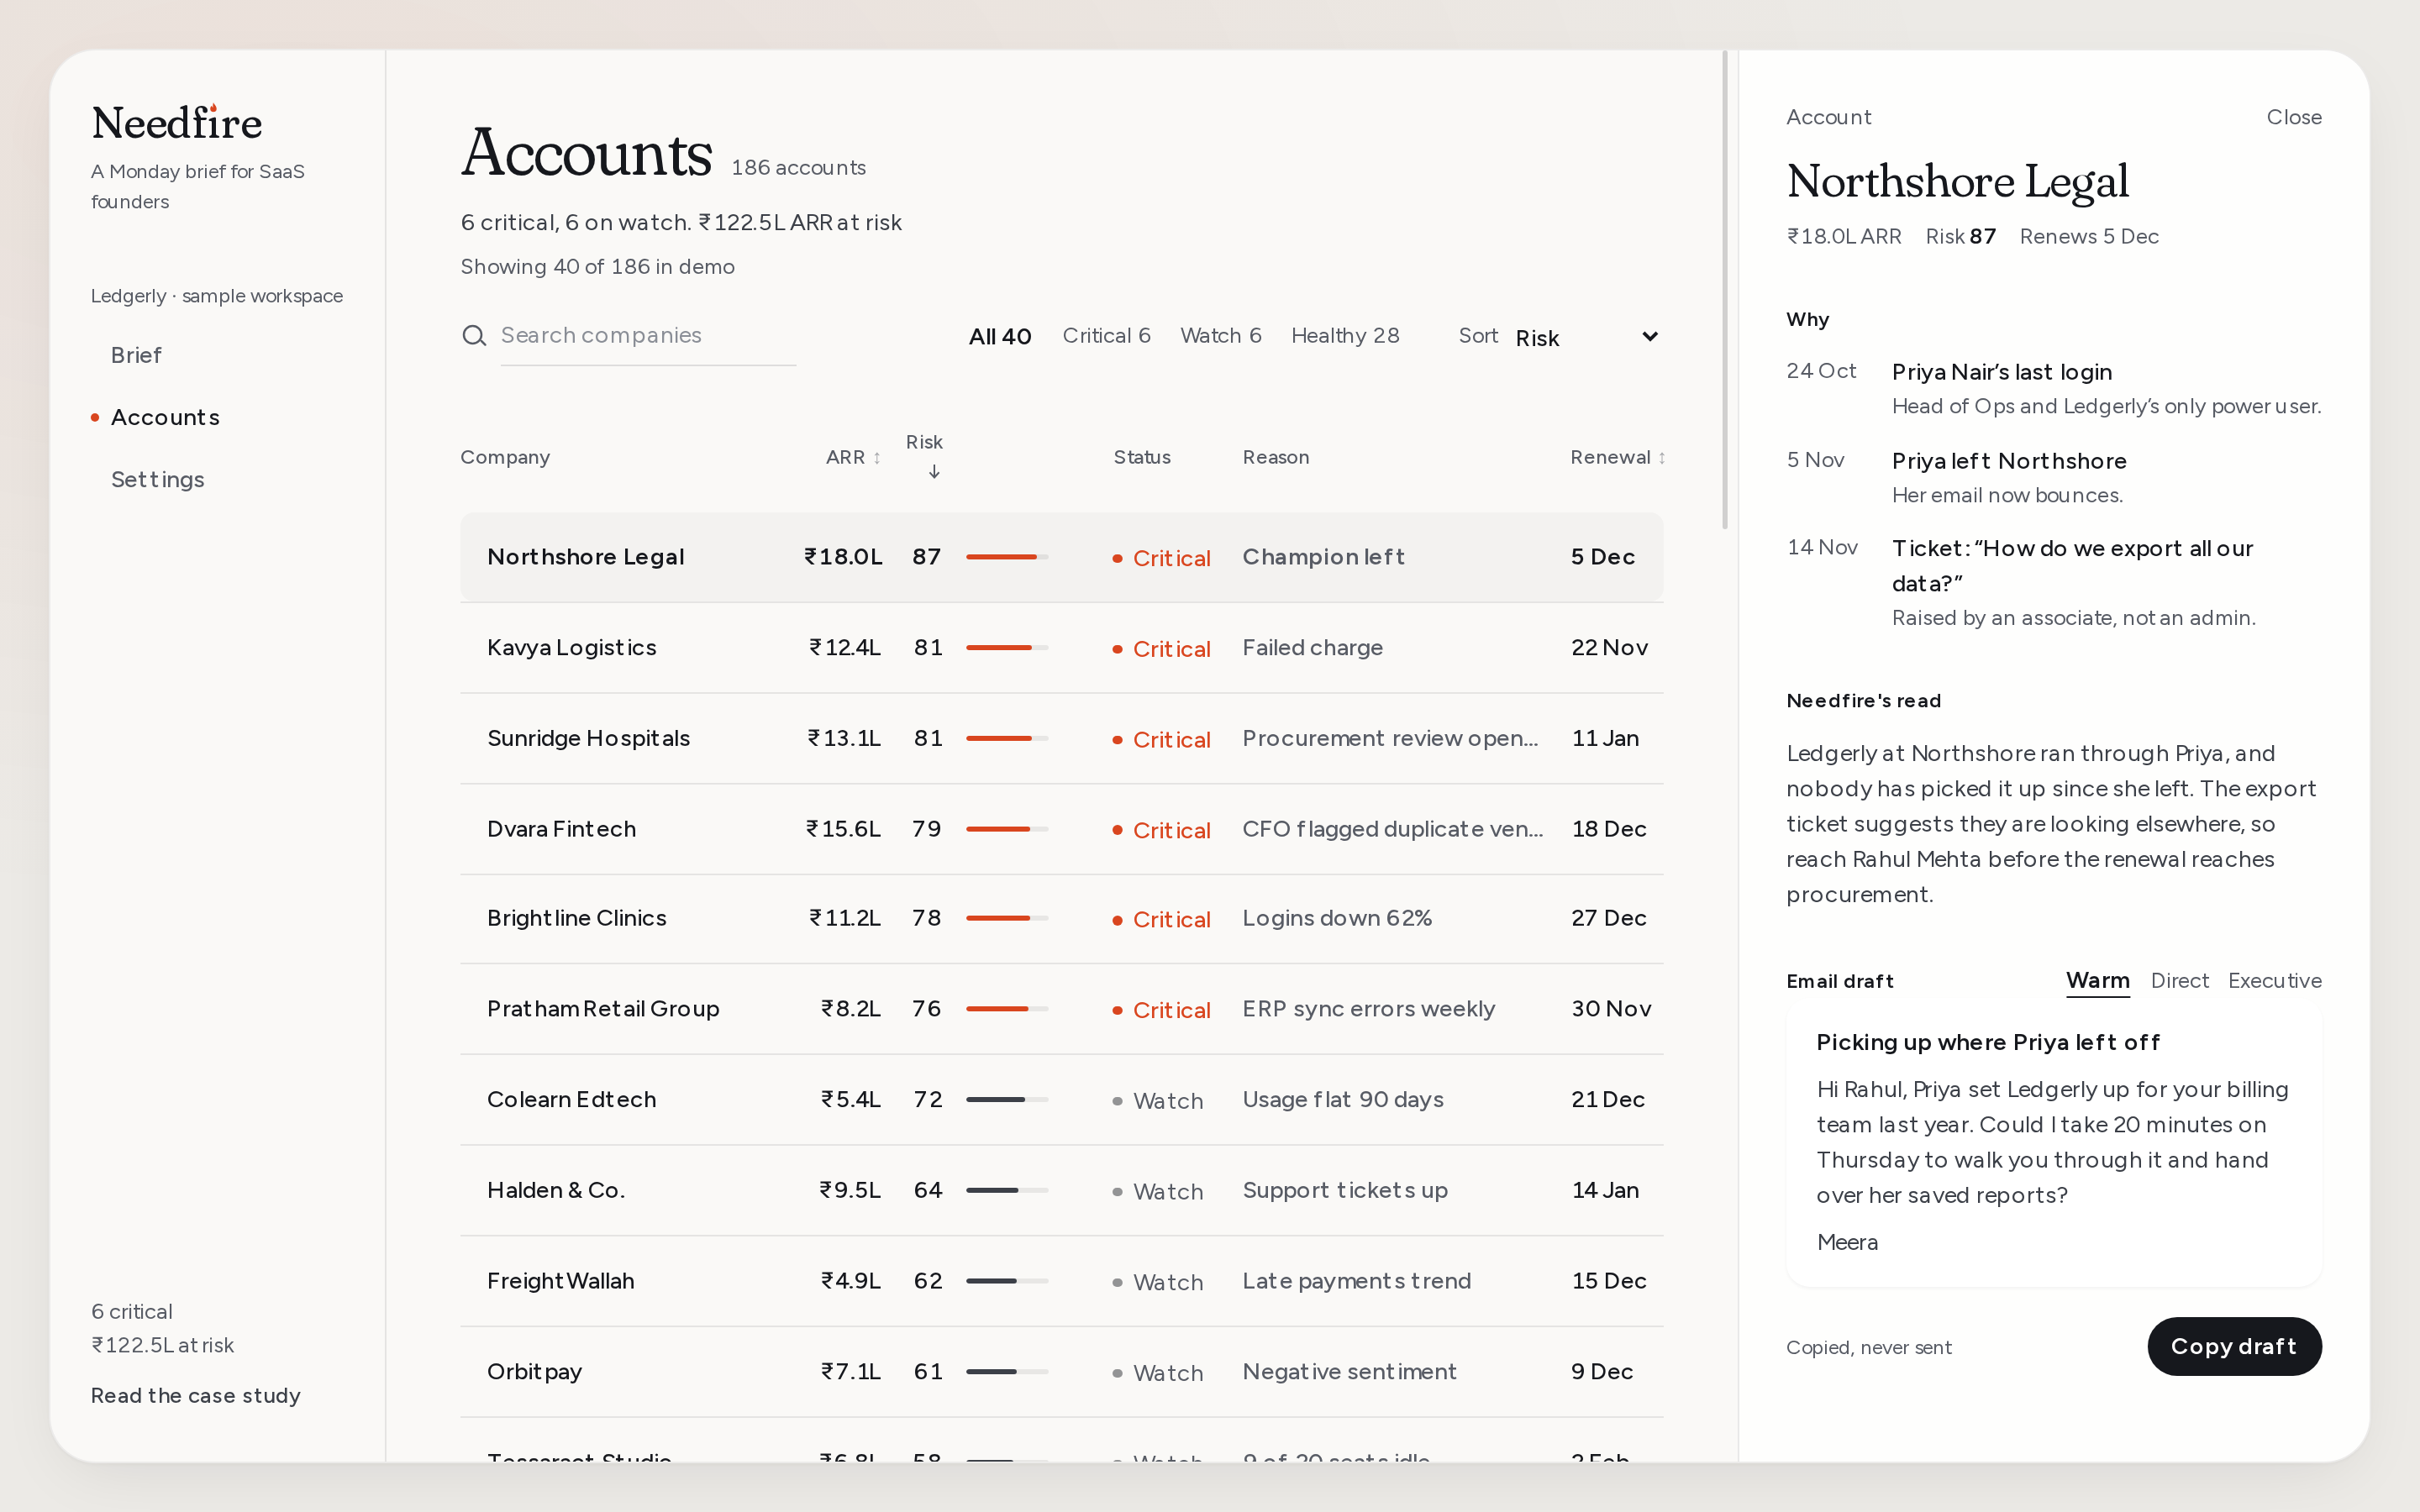 Needfire
A Monday brief for SaaS
founders
Ledgerly · sample workspace
Brief
Accounts
Settings
6 critical
₹122.5L at risk
Read the case study
Accounts 186 accounts
6 critical, 6 on watch. ₹122.5L ARR at risk
Showing 40 of 186 in demo
Search companies All 40 Critical 6 Watch 6 Healthy 28 Sort Risk
Company ARR ↕ Risk ↓ Status Reason Renewal ↕
Northshore Legal ₹18.0L 87 Critical Champion left 5 Dec
Kavya Logistics ₹12.4L 81 Critical Failed charge 22 Nov
Sunridge Hospitals ₹13.1L 81 Critical Procurement review open... 11 Jan
Dvara Fintech ₹15.6L 79 Critical CFO flagged duplicate ven... 18 Dec
Brightline Clinics ₹11.2L 78 Critical Logins down 62% 27 Dec
Pratham Retail Group ₹8.2L 76 Critical ERP sync errors weekly 30 Nov
Colearn Edtech ₹5.4L 72 Watch Usage flat 90 days 21 Dec
Halden & Co. ₹9.5L 64 Watch Support tickets up 14 Jan
FreightWallah ₹4.9L 62 Watch Late payments trend 15 Dec
Orbitpay ₹7.1L 61 Watch Negative sentiment 9 Dec
Tessaract Studio ₹6.8L 58 Watch 9 of 20 seats idle 2 Feb
Account Close
Northshore Legal
₹18.0L ARR Risk 87 Renews 5 Dec
Why
24 Oct Priya Nair’s last login
Head of Ops and Ledgerly’s only power user.
5 Nov Priya left Northshore
Her email now bounces.
14 Nov Ticket: “How do we export all our
data?”
Raised by an associate, not an admin.
Needfire's read
Ledgerly at Northshore ran through Priya, and
nobody has picked it up since she left. The export
ticket suggests they are looking elsewhere, so
reach Rahul Mehta before the renewal reaches
procurement.
Email draft Warm Direct Executive
Picking up where Priya left off
Hi Rahul, Priya set Ledgerly up for your billing
team last year. Could I take 20 minutes on
Thursday to walk you through it and hand
over her saved reports?
Meera
Copied, never sent Copy draft